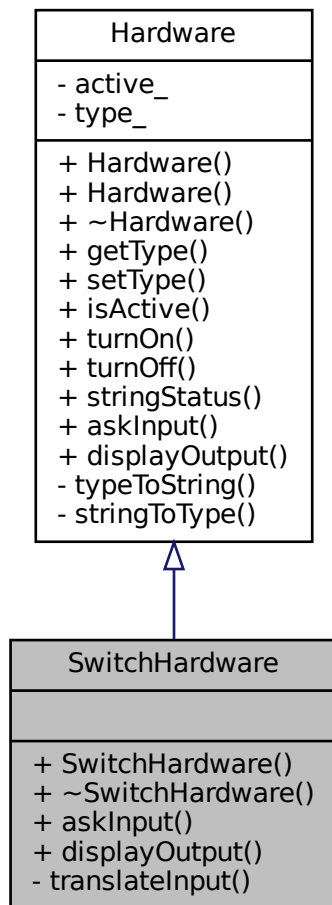 Hardware
- active_
- type_
+ Hardware()
+ Hardware()
+ ~Hardware()
+ getType()
+ setType()
+ isActive()
+ turnOn()
+ turnOff()
+ stringStatus()
+ askInput()
+ displayOutput()
- typeToString()
- stringToType()
SwitchHardware
+ SwitchHardware()
+ ~SwitchHardware()
+ askInput()
+ displayOutput()
- translateInput()